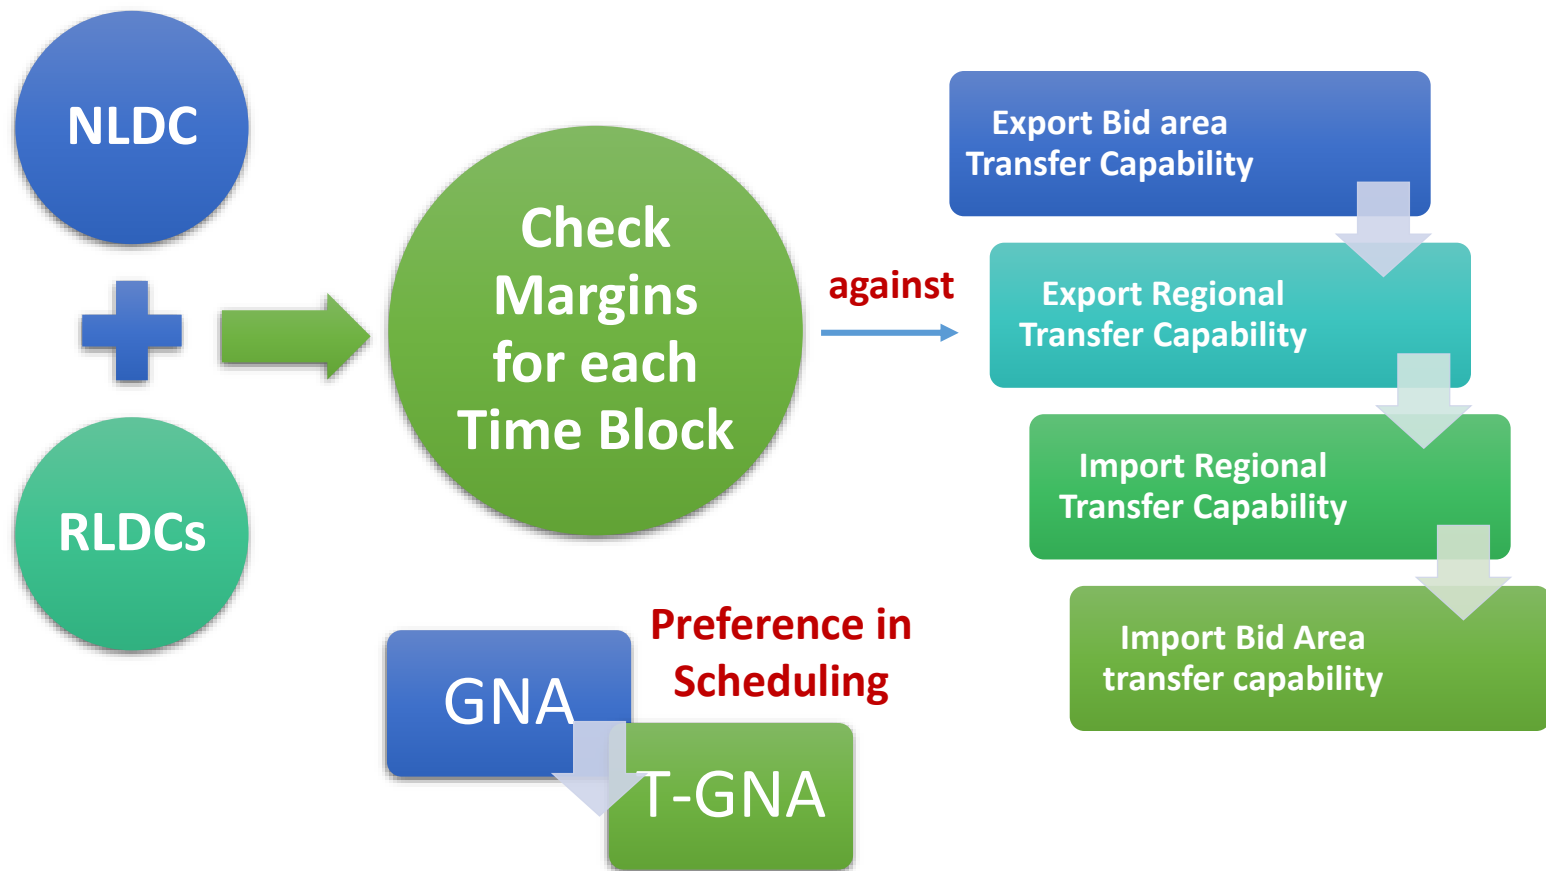 NLDC
RLDCs
Check
Margins
for each
Time Block
against
Export Bid area
Transfer Capability
Export Regional
Transfer Capability
Import Regional
Transfer Capability
Import Bid Area
transfer capability
Preference in
Scheduling
GNA
T-GNA